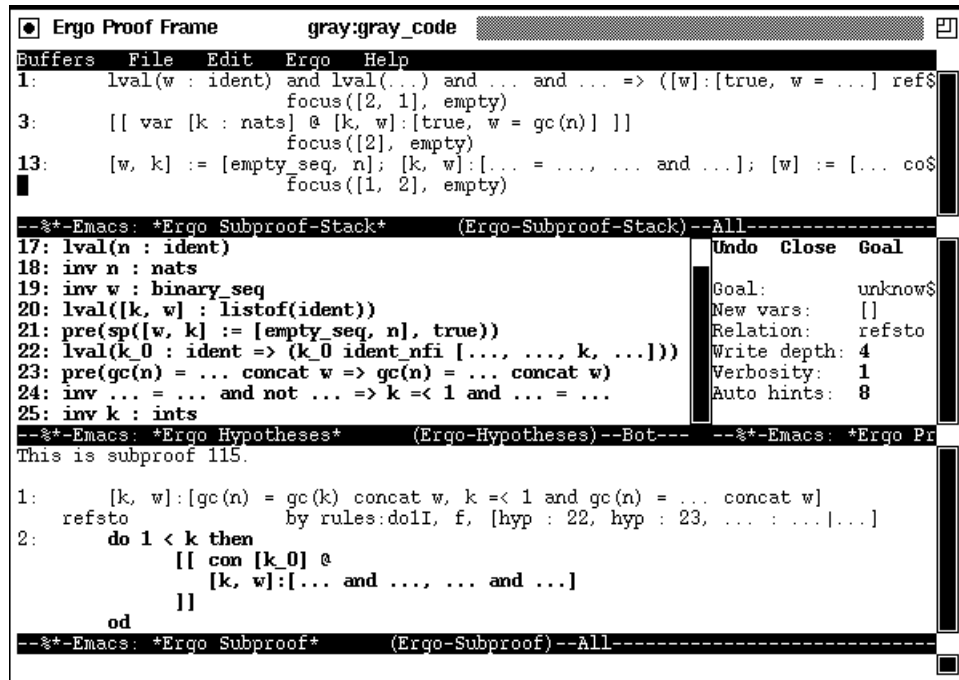 Ergo Proof Frame gray:gray_code
Buffers File Edit Ergo Help
1: lval(w : ident) and lval(...) and ... and ... => ([w]:[true, w = ...] ref$
focus([2, 1], empty)
3: [[ var [k : nats] @ [k, w]:[true, w = gc(n)] ]]
focus([2], empty)
13: [w, k] := [empty_seq, n]; [k, w]:[... = ..., ... and ...]; [w] := [... co$
focus([1, 2], empty)
--%*-Emacs: *Ergo Subproof-Stack* (Ergo-Subproof-Stack)--All-----------------
17: lval(n : ident)
18: inv n : nats
19: inv w : binary_seq
20: lval([k, w] : listof(ident))
21: pre(sp([w, k] := [empty_seq, n], true))
22: lval(k_0 : ident => (k_0 ident_nfi [..., ..., k, ...]))
23: pre(gc(n) = ... concat w => gc(n) = ... concat w)
24: inv ... = ... and not ... => k =< 1 and ... = ...
25: inv k : ints
--%*-Emacs: *Ergo Hypotheses* (Ergo-Hypotheses)--Bot---
Undo Close Goal
Goal: unknow$
New vars: []
Relation: refsto
Write depth: 4
Verbosity: 1
Auto hints: 8
--%*-Emacs: *Ergo Pr
This is subproof 115.
1: [k, w]:[gc(n) = gc(k) concat w, k =< 1 and gc(n) = ... concat w]
refsto by rules:do1I, f, [hyp : 22, hyp : 23, ... : ...|...]
2: do 1 < k then
[[ con [k_0] @
[k, w]:[... and ..., ... and ...]
]]
od
--%*-Emacs: *Ergo Subproof* (Ergo-Subproof)--All-----------------------------